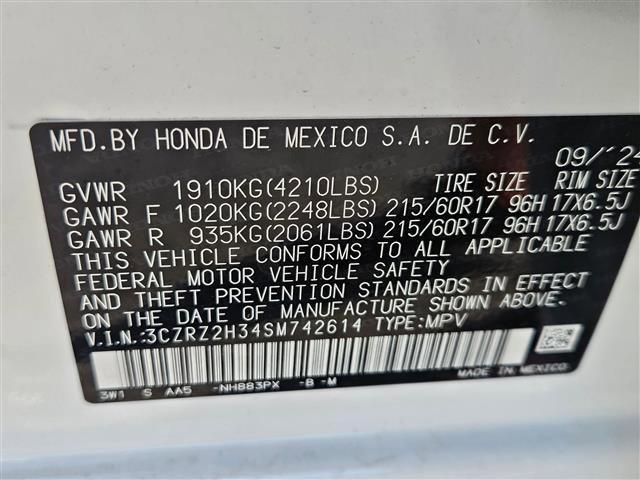 MFD.BY HONDA DE MEXICO S.A. DE C.V.
09/'24
GVWR 1910KG(4210LBS) TIRE SIZE RIM SIZE
GAWR F 1020KG(2248LBS) 215/60R17 96H 17X6.5J
GAWR R 935KG(2061LBS) 215/60R17 96H 17X6.5J
THIS VEHICLE CONFORMS TO ALL APPLICABLE
FEDERAL MOTOR VEHICLE SAFETY
AND THEFT PREVENTION STANDARDS IN EFFECT
ON THE DATE OF MANUFACTURE SHOWN ABOVE.
V.I.N.:3CZRZ2H34SM742614 TYPE:MPV
3W1 S AA5 -NH883PX -B -M
MADE IN MEXICO